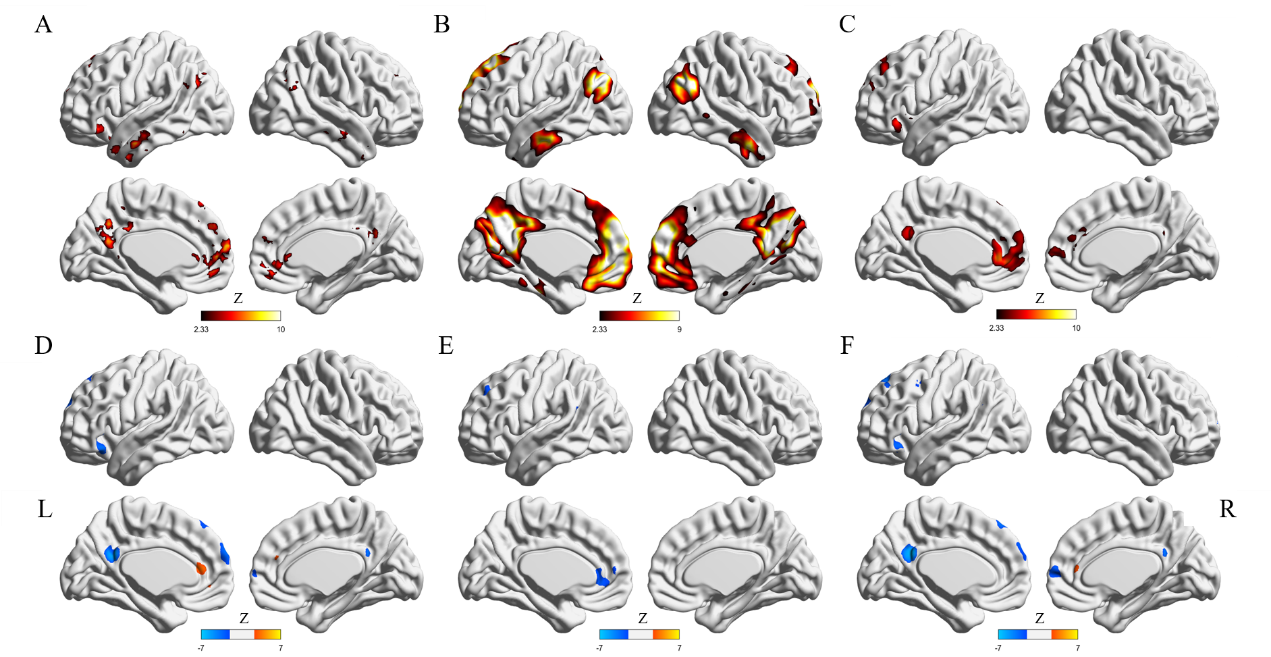 A B C
Z Z Z
2.33 10 2.33 9 2.33 10
D E F
L R
Z Z Z
-7 7 -7 7 -7 7